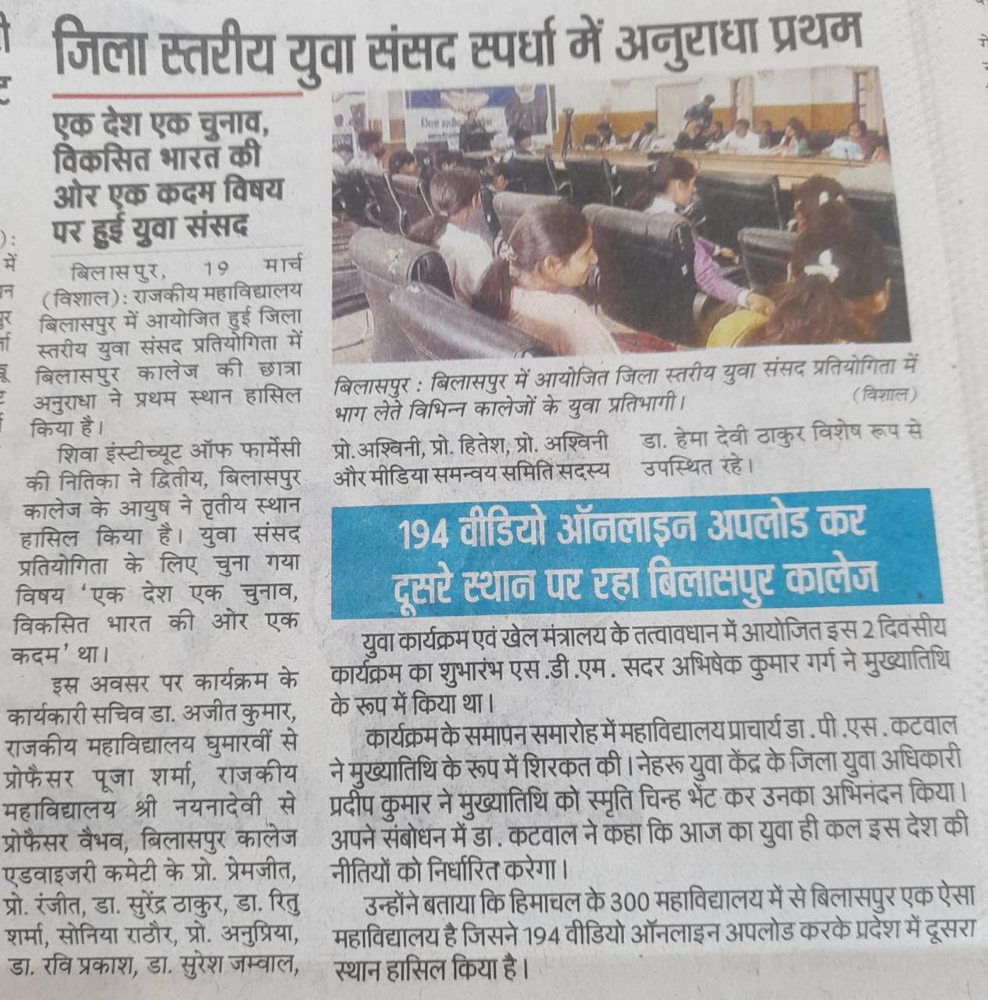 जिला स्तरीय युवा संसद स्पर्धा में अनुराधा प्रथम
एक देश एक चुनाव,
विकसित भारत की
ओर एक कदम विषय
पर हुई युवा संसद
बिलासपुर, 19 मार्च
(विशाल): राजकीय महाविद्यालय
बिलासपुर में आयोजित हुई जिला
स्तरीय युवा संसद प्रतियोगिता में
बिलासपुर कालेज की छात्रा
अनुराधा ने प्रथम स्थान हासिल
किया है।
शिवा इंस्टीच्यूट ऑफ फार्मेसी
की नितिका ने द्वितीय, बिलासपुर
कालेज के आयुष ने तृतीय स्थान
हासिल किया है। युवा संसद
प्रतियोगिता के लिए चुना गया
विषय 'एक देश एक चुनाव,
विकसित भारत की ओर एक
कदम' था।
इस अवसर पर कार्यक्रम के
कार्यकारी सचिव डा. अजीत कुमार,
राजकीय महाविद्यालय घुमारवीं से
प्रोफैसर पूजा शर्मा, राजकीय
महाविद्यालय श्री नयनादेवी से
प्रोफैसर वैभव, बिलासपुर कालेज
एडवाइजरी कमेटी के प्रो. प्रेमजीत,
प्रो. रंजीत, डा. सुरेंद्र ठाकुर, डा. रितु
शर्मा, सोनिया राठौर, प्रो. अनुप्रिया,
डा. रवि प्रकाश, डा. सुरेश जम्वाल,
जिला स्तरीय
बिलासपुर : बिलासपुर में आयोजित जिला स्तरीय युवा संसद प्रतियोगिता में
भाग लेते विभिन्न कालेजों के युवा प्रतिभागी। (विशाल)
प्रो.अश्विनी, प्रो. हितेश, प्रो. अश्विनी
और मीडिया समन्वय समिति सदस्य
डा. हेमा देवी ठाकुर विशेष रूप से
उपस्थित रहे।
194 वीडियो ऑनलाइन अपलोड कर
दूसरे स्थान पर रहा बिलासपुर कालेज
युवा कार्यक्रम एवं खेल मंत्रालय के तत्वावधान में आयोजित इस 2 दिवसीय
कार्यक्रम का शुभारंभ एस.डी.एम. सदर अभिषेक कुमार गर्ग ने मुख्यातिथि
के रूप में किया था।
कार्यक्रम के समापन समारोह में महाविद्यालय प्राचार्य डा.पी.एस. कटवाल
ने मुख्यातिथि के रूप में शिरकत की। नेहरू युवा केंद्र के जिला युवा अधिकारी
प्रदीप कुमार ने मुख्यातिथि को स्मृति चिन्ह भेंट कर उनका अभिनंदन किया।
अपने संबोधन में डा. कटवाल ने कहा कि आज का युवा ही कल इस देश की
नीतियों को निर्धारित करेगा।
उन्होंने बताया कि हिमाचल के 300 महाविद्यालय में से बिलासपुर एक ऐसा
महाविद्यालय है जिसने 194 वीडियो ऑनलाइन अपलोड करके प्रदेश में दूसरा
स्थान हासिल किया है।